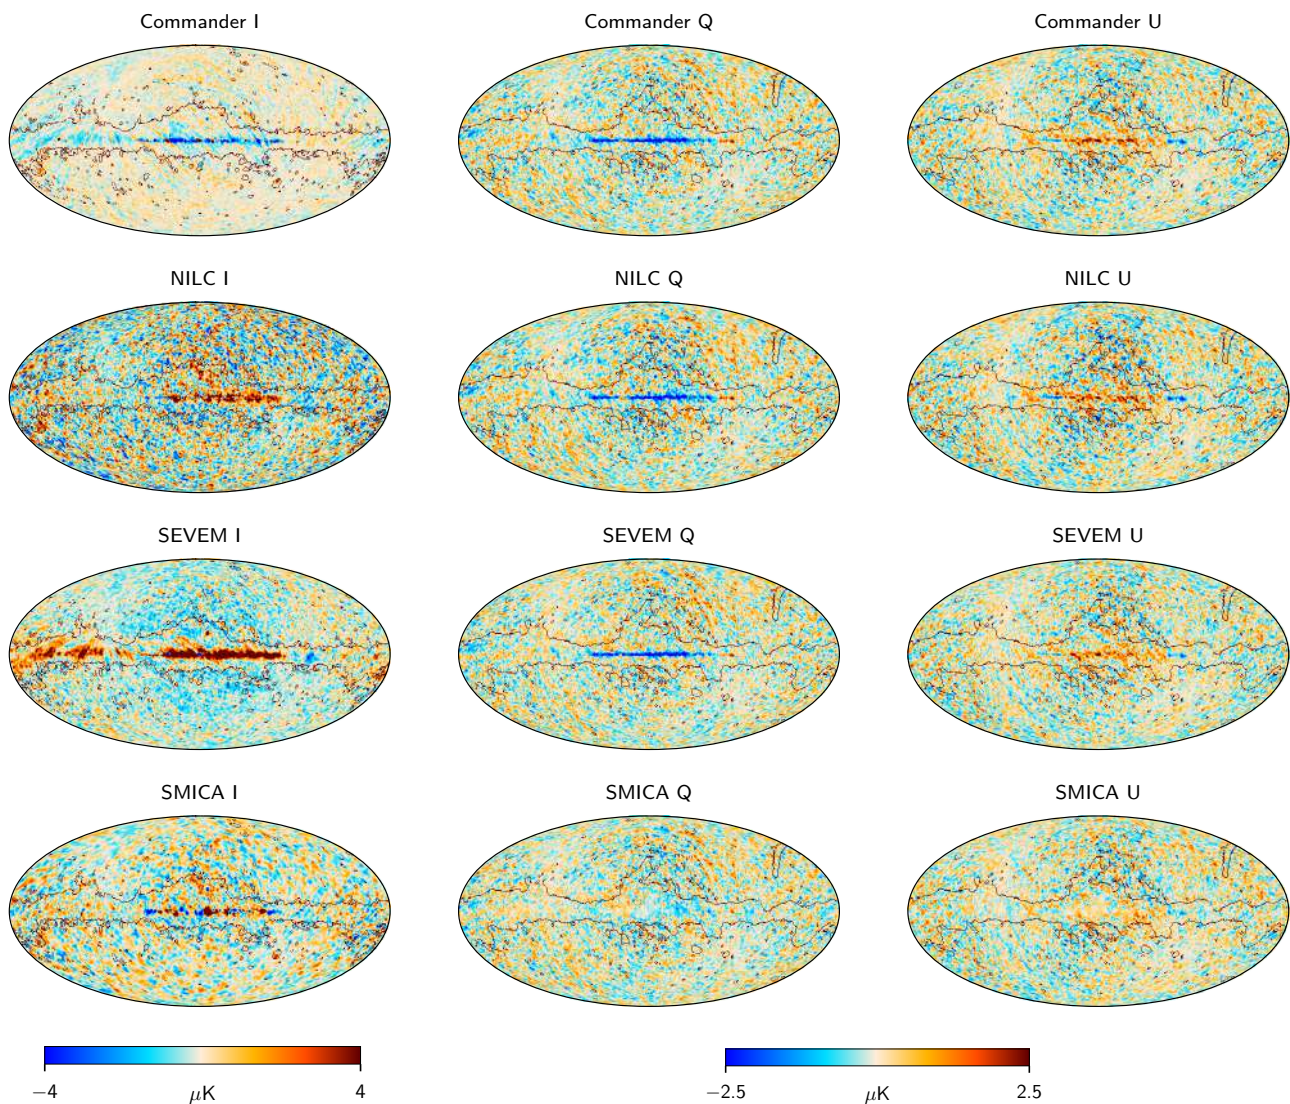 Commander I
Commander Q
Commander U
NILC I
NILC Q
NILC U
SEVEM I
SEVEM Q
SEVEM U
SMICA I
SMICA Q
SMICA U
−4 μK 4
−2.5 μK 2.5